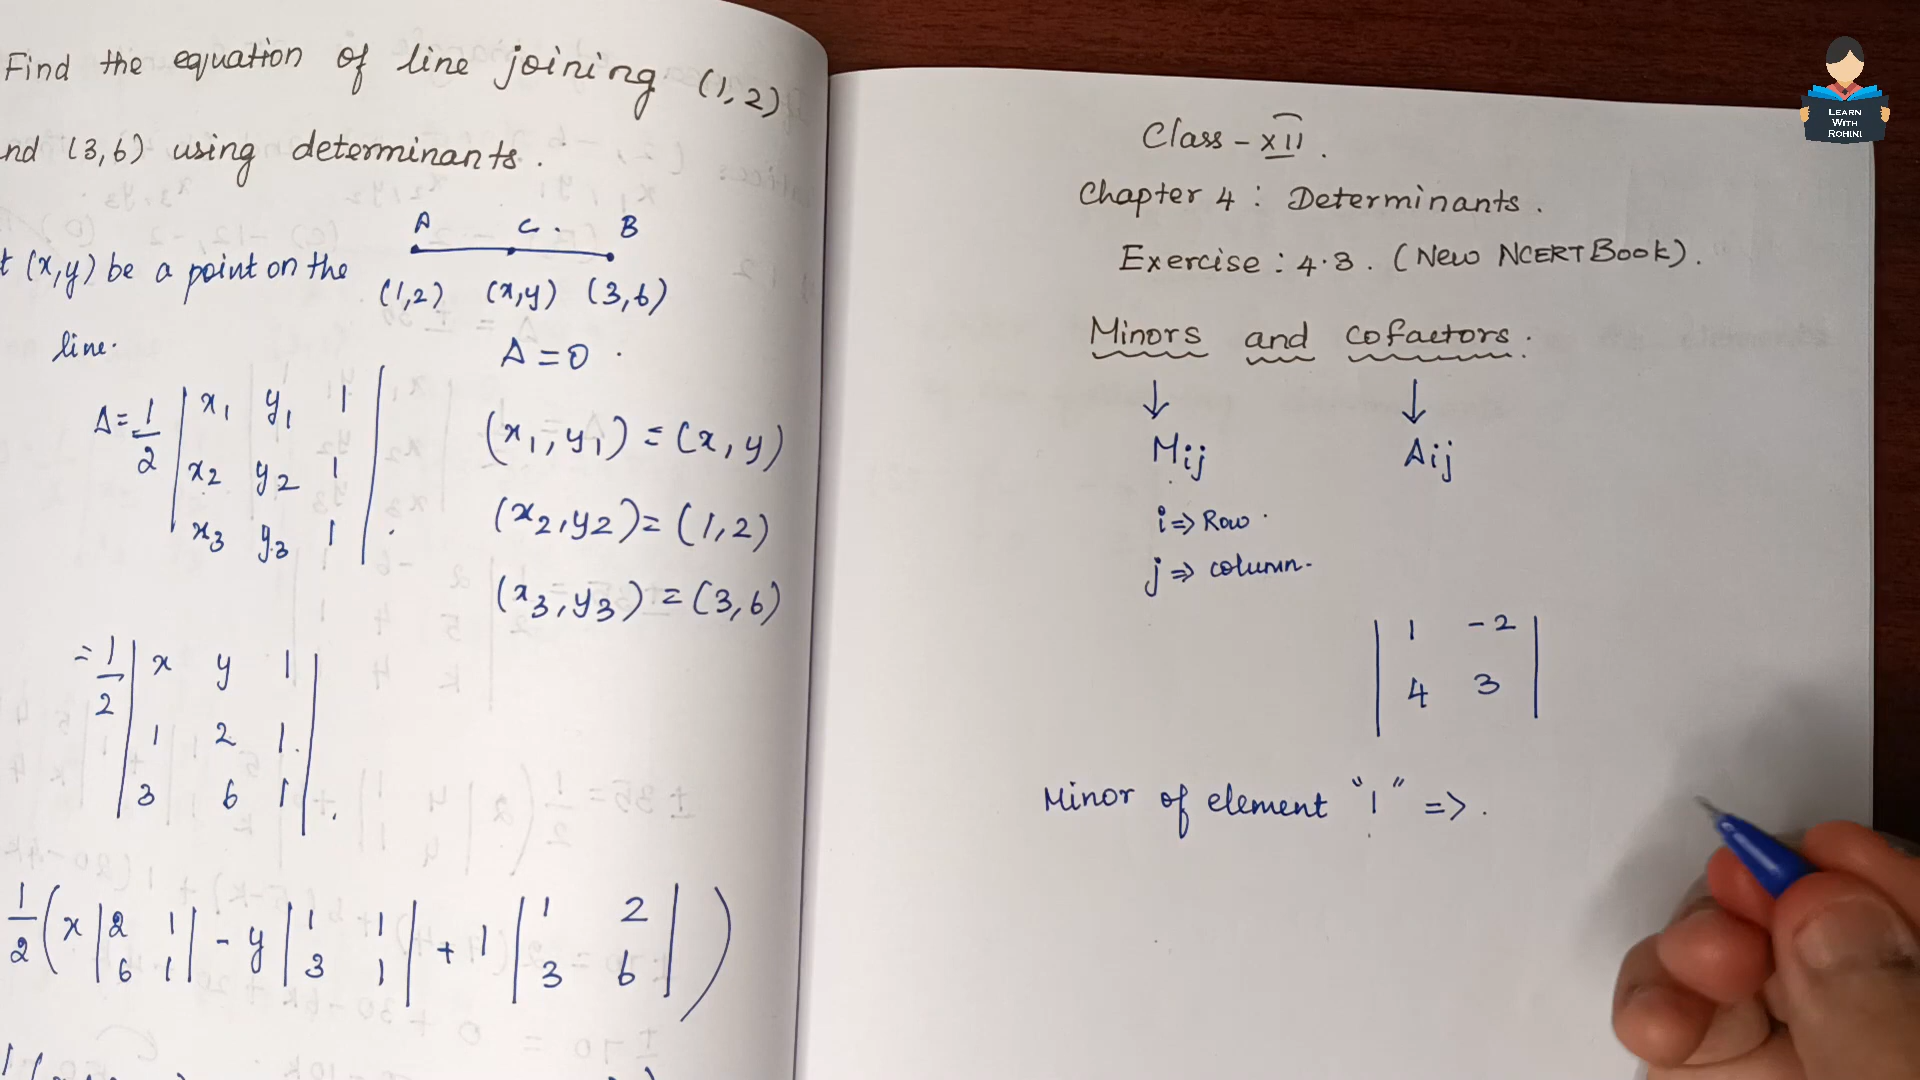 Find the equation of line joining (1,2)
nd (3,6) using determinants.
A C B
t (x,y) be a point on the
(1,2) (x,y) (3,6)
line.
A = 0
A = 1/2 | x1 y1 1 |
| x2 y2 1 |
| x3 y3 1 |
(x1, y1) = (x, y)
(x2, y2) = (1, 2)
(x3, y3) = (3, 6)
= 1/2 | x y 1 |
| 1 2 1 |
| 3 6 1 |
1/2 ( x | 2 1 | - y | 1 1 | + 1 | 1 2 | )
| 6 1 | | 3 1 | | 3 6 |
Class - XII.
Chapter 4 : Determinants.
Exercise : 4.3. (New NCERT Book).
Minors and cofactors.
↓ ↓
Mij Aij
i => Row.
j => column.
| 1 -2 |
| 4 3 |
Minor of element "1" =>.
LEARN
WITH
ROHINI